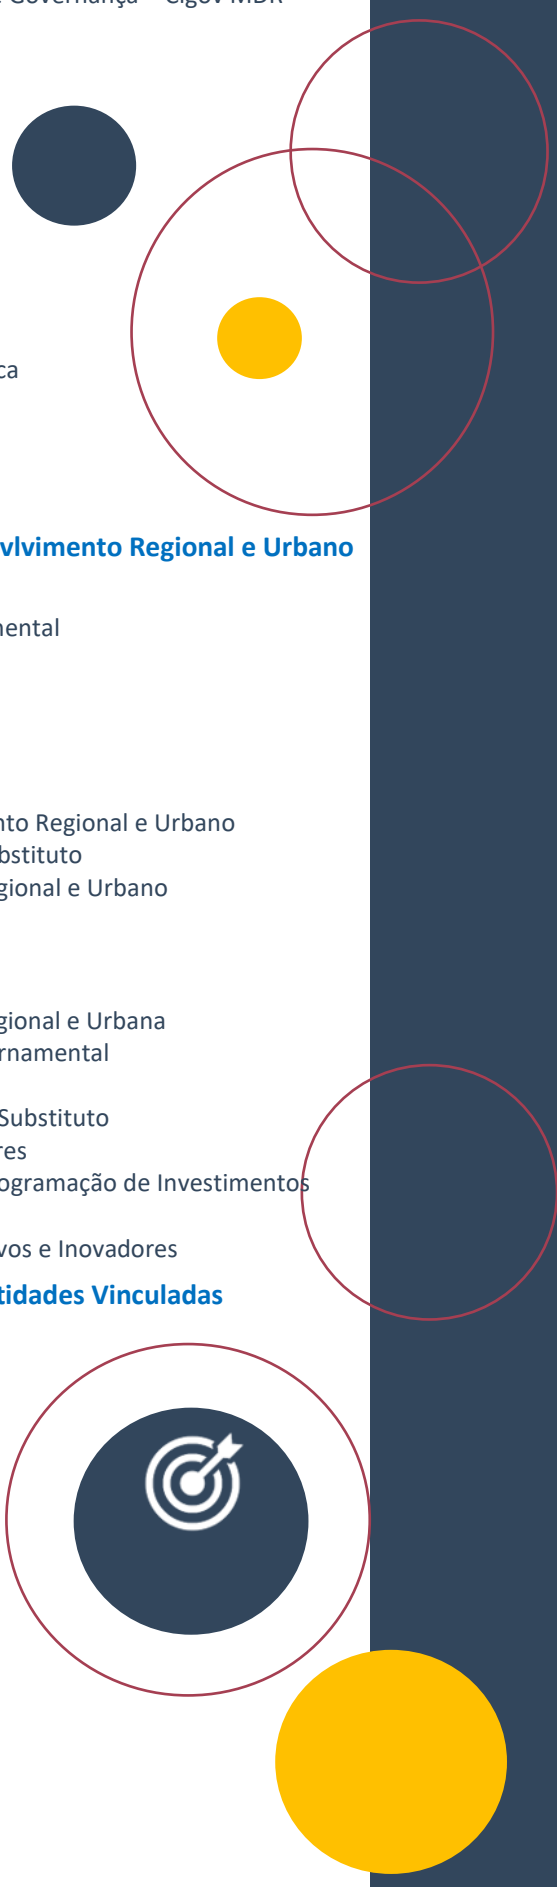 Governança – Cigov MDR
ca
vlvimento Regional e Urbano
nental
nto Regional e Urbano
bstituto
gional e Urbano
gional e Urbana
rnamental
Substituto
res
ogramação de Investimentos
vos e Inovadores
tidades Vinculadas